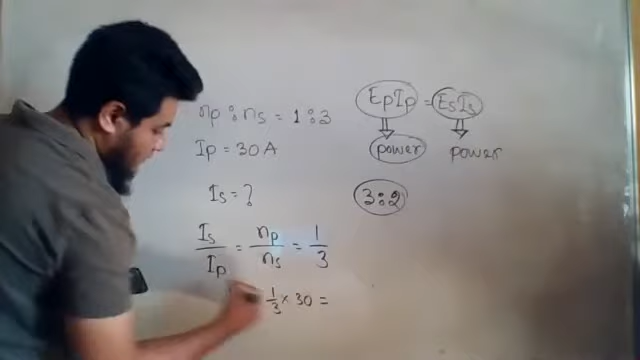 np : ns = 1 : 3
Ip = 30A
Is = ?
Is/Ip = np/ns = 1/3
1/3 × 30 =
EpIp = EsIs
power power
3 : 2